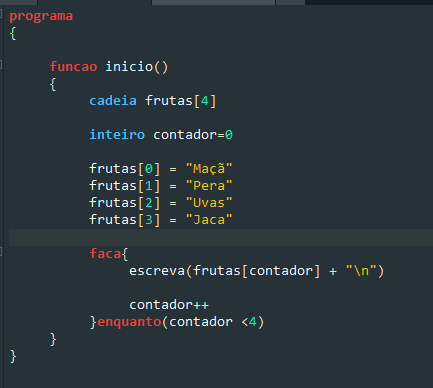 programa
{
funcao inicio()
{
cadeia frutas[4]
inteiro contador=0
frutas[0] = "Maçã"
frutas[1] = "Pera"
frutas[2] = "Uvas"
frutas[3] = "Jaca"
faca{
escreva(frutas[contador] + "\n")
contador++
}enquanto(contador <4)
}
}